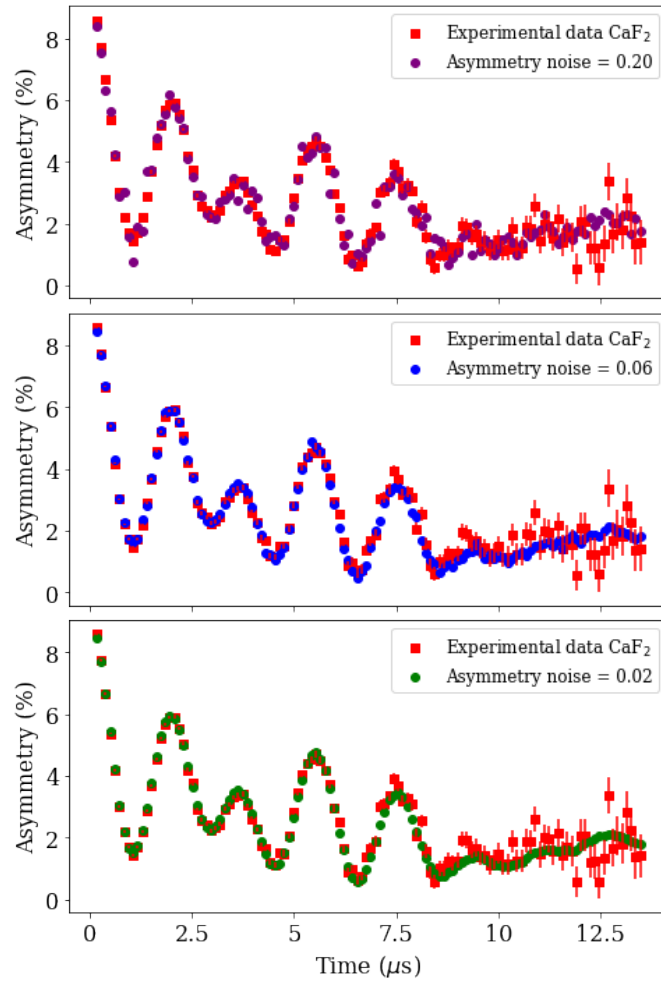 8
6
4
2
0
Asymmetry (%)
Experimental data CaF₂
Asymmetry noise = 0.20
8
6
4
2
0
Asymmetry (%)
Experimental data CaF₂
Asymmetry noise = 0.06
8
6
4
2
0
Asymmetry (%)
Experimental data CaF₂
Asymmetry noise = 0.02
0 2.5 5 7.5 10 12.5
Time (μs)